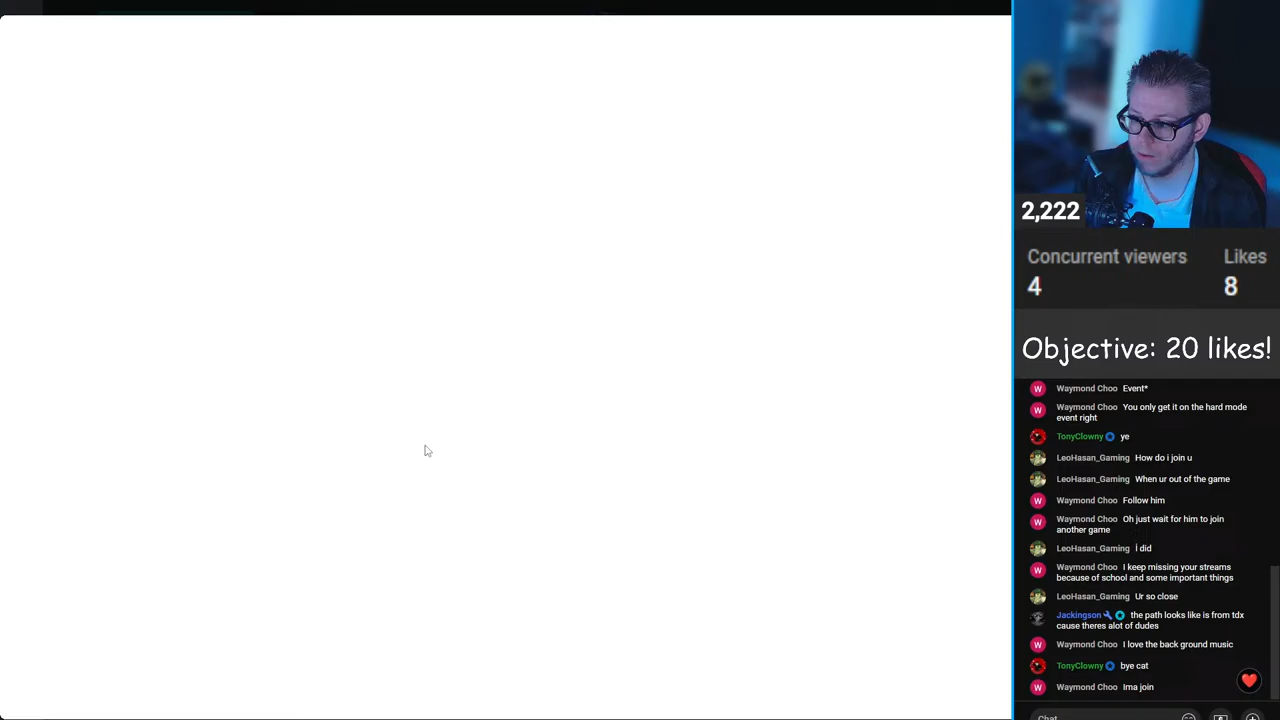 2,222
Concurrent viewers
Likes
4
8
Objective: 20 likes!
Waymond Choo Event*
Waymond Choo You only get it on the hard mode
event right
TonyClowny ye
LeoHasan_Gaming How do i join u
LeoHasan_Gaming When ur out of the game
Waymond Choo Follow him
Waymond Choo Oh just wait for him to join
another game
LeoHasan_Gaming İ did
Waymond Choo I keep missing your streams
because of school and some important things
LeoHasan_Gaming Ur so close
Jackingson the path looks like is from tdx
cause theres alot of dudes
Waymond Choo I love the back ground music
TonyClowny bye cat
Waymond Choo Ima join
Chat